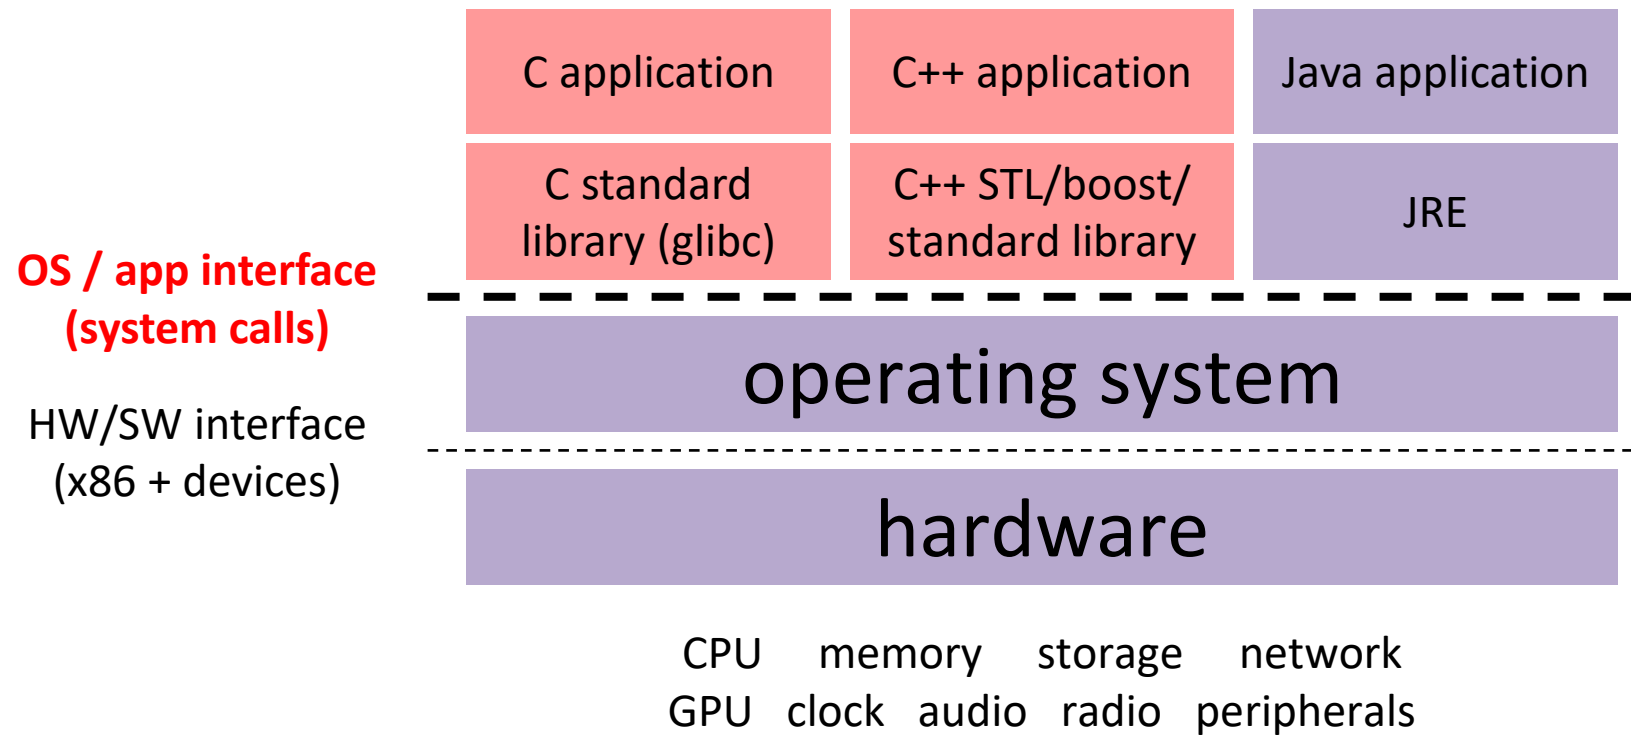 C application
C++ application
Java application
C standard
library (glibc)
C++ STL/boost/
standard library
JRE
OS / app interface
(system calls)
operating system
HW/SW interface
(x86 + devices)
hardware
CPU memory storage network
GPU clock audio radio peripherals